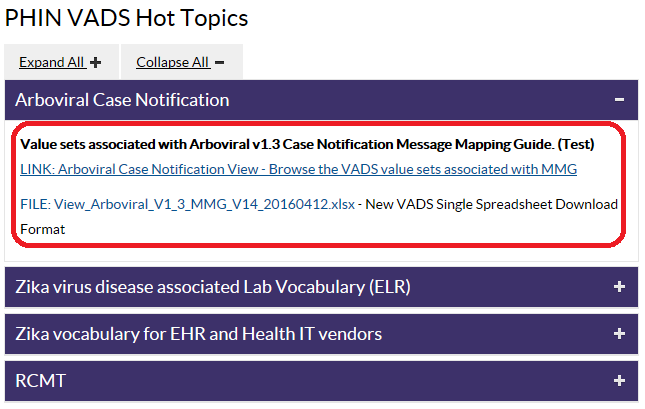 PHIN VADS Hot Topics
Expand All + Collapse All −
Arboviral Case Notification −
Value sets associated with Arboviral v1.3 Case Notification Message Mapping Guide. (Test)
LINK: Arboviral Case Notification View - Browse the VADS value sets associated with MMG
FILE: View_Arboviral_V1_3_MMG_V14_20160412.xlsx - New VADS Single Spreadsheet Download
Format
Zika virus disease associated Lab Vocabulary (ELR) +
Zika vocabulary for EHR and Health IT vendors +
RCMT +